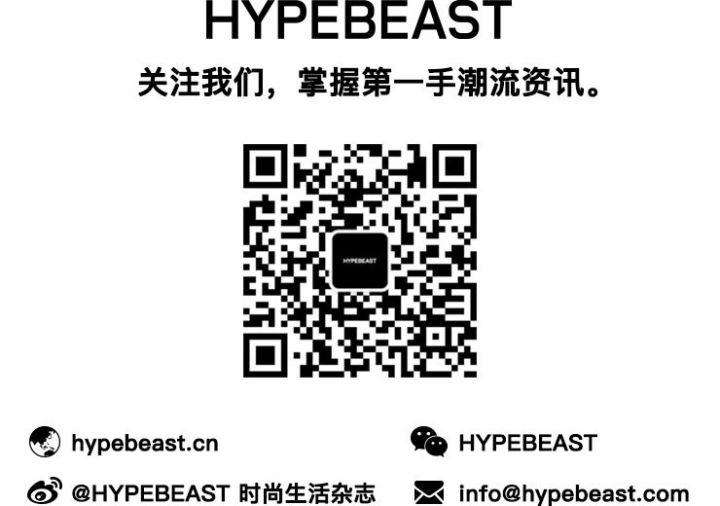 HYPEBEAST
关注我们，掌握第一手潮流资讯。
HYPEBEAST
hypebeast.cn
HYPEBEAST
@HYPEBEAST 时尚生活杂志
info@hypebeast.com